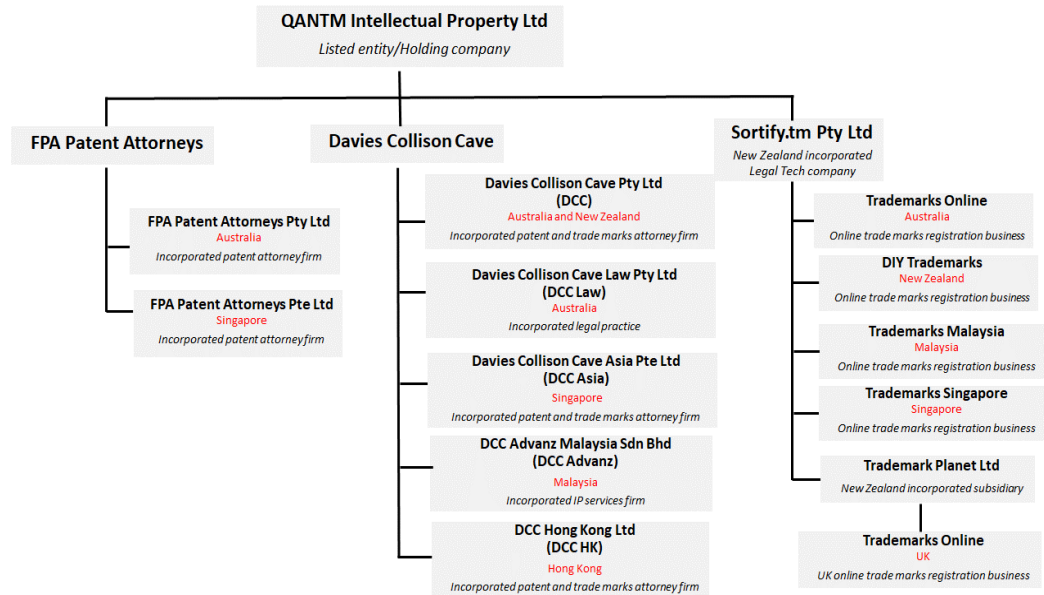 QANTM Intellectual Property Ltd
Listed entity/Holding company
FPA Patent Attorneys
FPA Patent Attorneys Pty Ltd
Australia
Incorporated patent attorney firm
FPA Patent Attorneys Pte Ltd
Singapore
Incorporated patent attorney firm
Davies Collison Cave
Davies Collison Cave Pty Ltd
(DCC)
Australia and New Zealand
Incorporated patent and trade marks attorney firm
Davies Collison Cave Law Pty Ltd
(DCC Law)
Australia
Incorporated legal practice
Davies Collison Cave Asia Pte Ltd
(DCC Asia)
Singapore
Incorporated patent and trade marks attorney firm
DCC Advanz Malaysia Sdn Bhd
(DCC Advanz)
Malaysia
Incorporated IP services firm
DCC Hong Kong Ltd
(DCC HK)
Hong Kong
Incorporated patent and trade marks attorney firm
Sortify.tm Pty Ltd
New Zealand incorporated
Legal Tech company
Trademarks Online
Australia
Online trade marks registration business
DIY Trademarks
New Zealand
Online trade marks registration business
Trademarks Malaysia
Malaysia
Online trade marks registration business
Trademarks Singapore
Singapore
Online trade marks registration business
Trademark Planet Ltd
New Zealand incorporated subsidiary
Trademarks Online
UK
UK online trade marks registration business